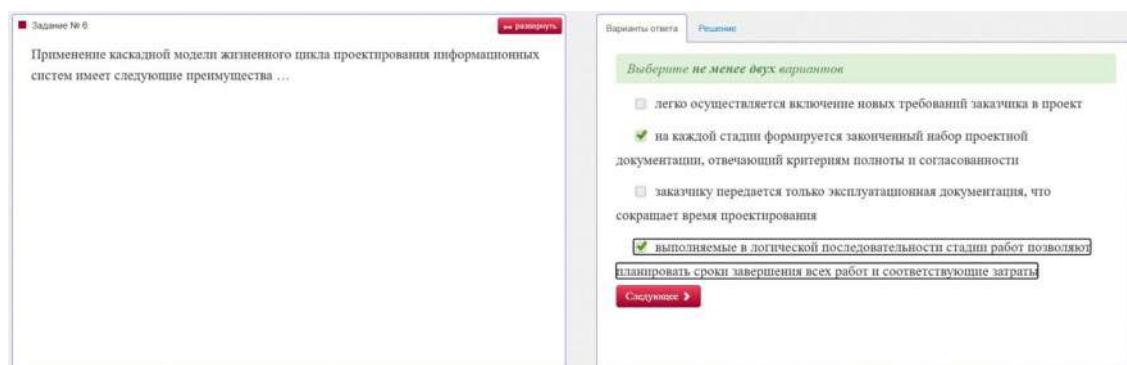 Задание № 6
развернуть
Применение каскадной модели жизненного цикла проектирования информационных
систем имеет следующие преимущества …
Варианты ответа
Решение
Выберите не менее двух вариантов
легко осуществляется включение новых требований заказчика в проект
на каждой стадии формируется законченный набор проектной
документации, отвечающий критериям полноты и согласованности
заказчику передается только эксплуатационная документация, что
сокращает время проектирования
выполняемые в логической последовательности стадии работ позволяют
планировать сроки завершения всех работ и соответствующие затраты
Следующее